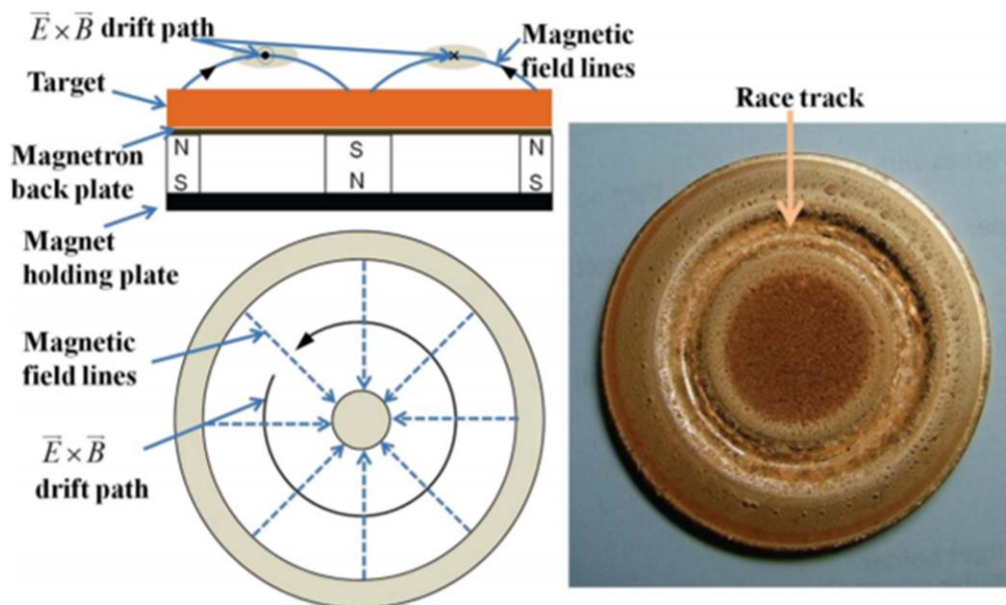 E × B drift path
Magnetic
field lines
Target
N
S
S
N
N
S
Magnetron
back plate
Magnet
holding plate
Magnetic
field lines
E × B
drift path
Race track